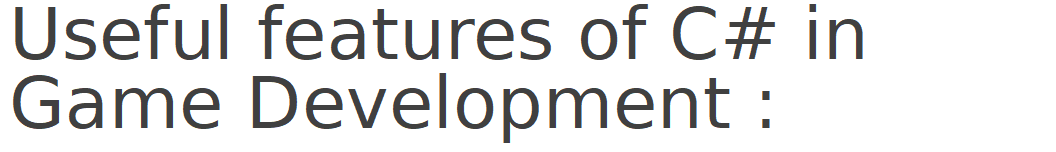 Useful features of C# in
Game Development :